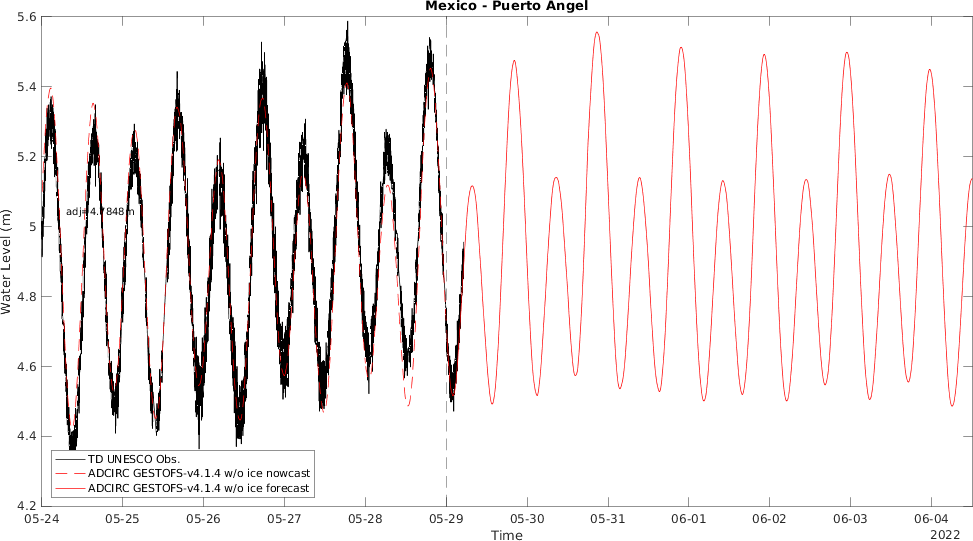 Mexico - Puerto Angel
5.6
5.4
5.2
5
4.8
4.6
4.4
4.2
Water Level (m)
adj=4.7848m
TD UNESCO Obs.
ADCIRC GESTOFS-v4.1.4 w/o ice nowcast
ADCIRC GESTOFS-v4.1.4 w/o ice forecast
05-24 05-25 05-26 05-27 05-28 05-29 05-30 05-31 06-01 06-02 06-03 06-04
Time
2022